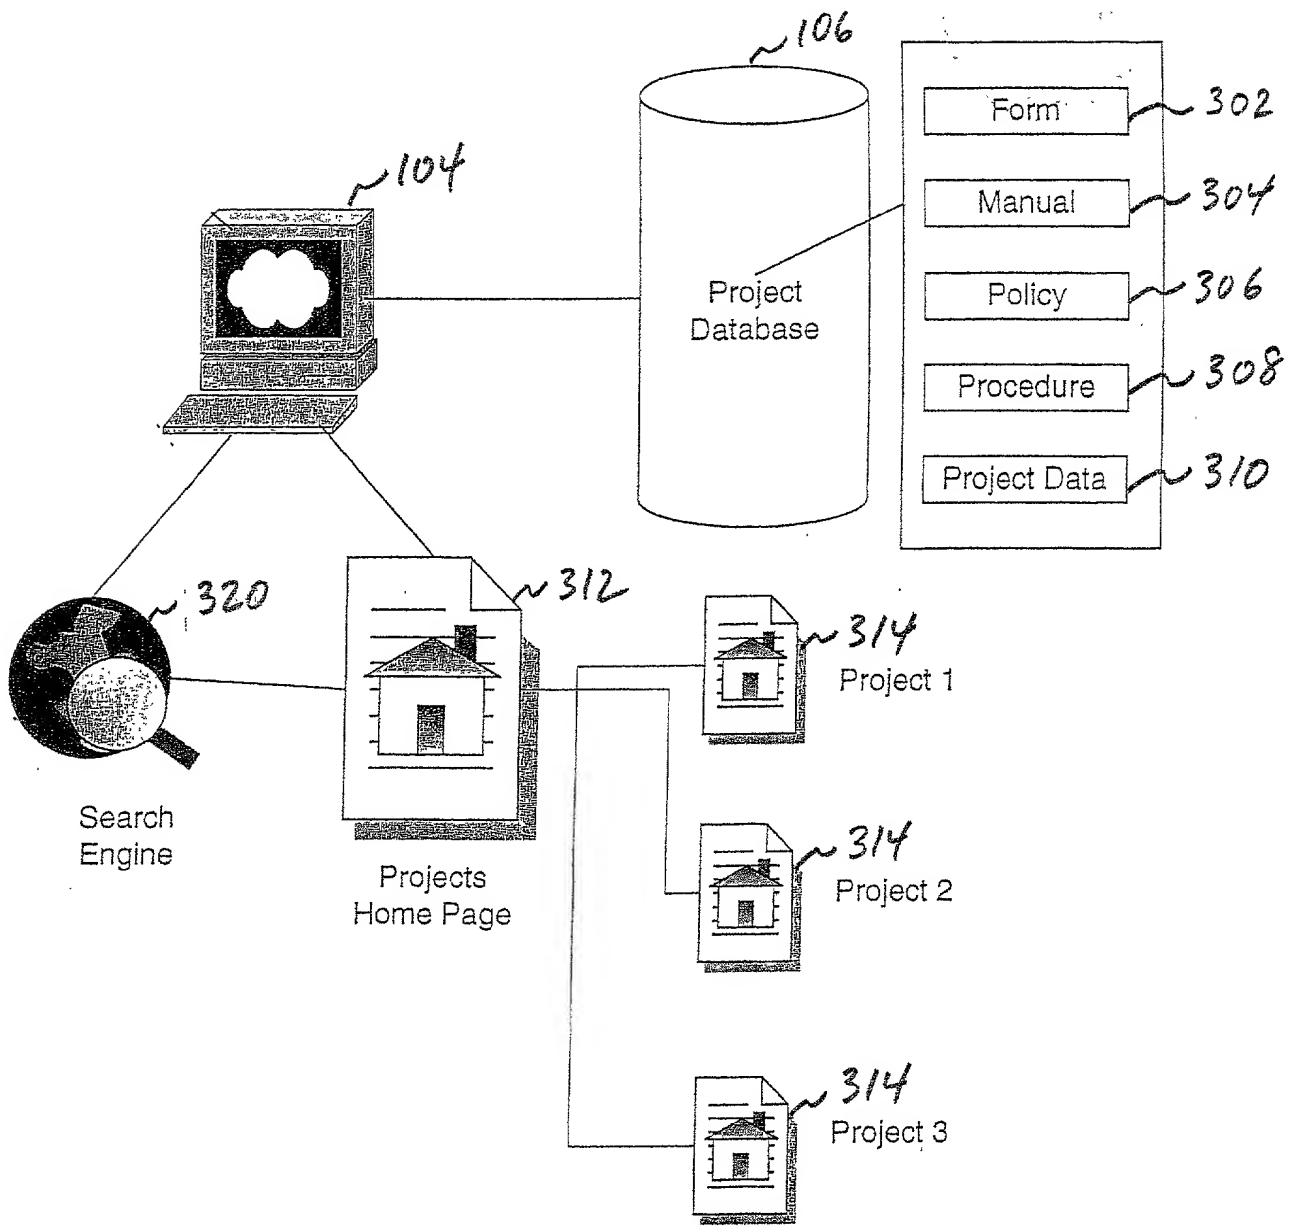 106
Form
302
104
Manual
304
Project
Database
Policy
306
Procedure
308
Project Data
310
320
312
314
Project 1
Search
Engine
Projects
Home Page
314
Project 2
314
Project 3